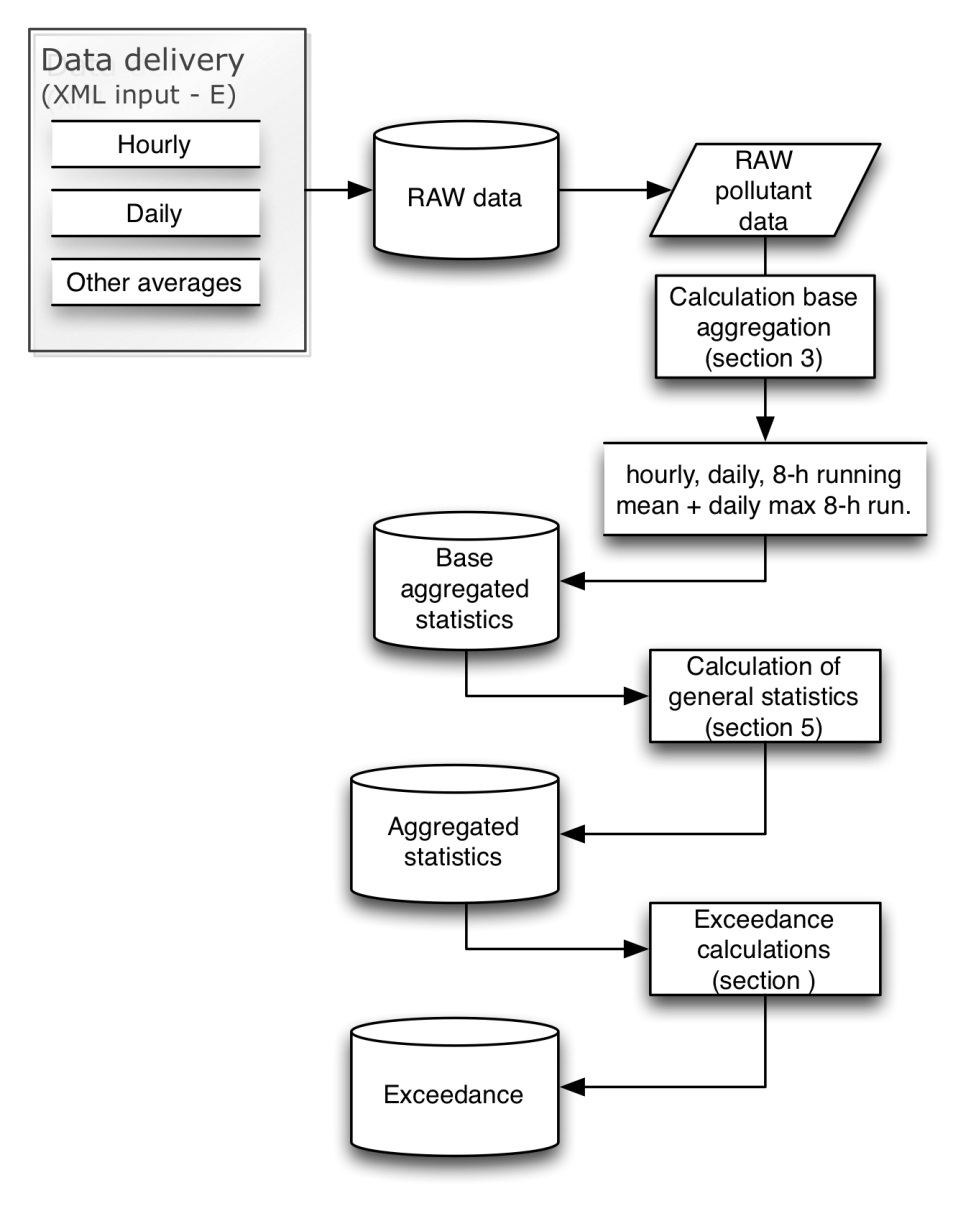 Data delivery
(XML input - E)
Hourly
Daily
Other averages
RAW data
RAW
pollutant
data
Calculation base
aggregation
(section 3)
hourly, daily, 8-h running
mean + daily max 8-h run.
Base
aggregated
statistics
Calculation of
general statistics
(section 5)
Aggregated
statistics
Exceedance
calculations
(section )
Exceedance